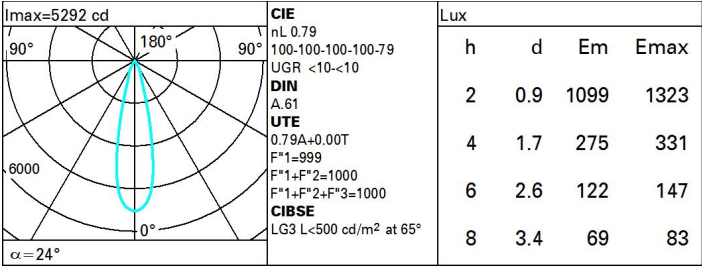 Imax=5292 cd
90°
180°
90°
6000
0°
α=24°
CIE
nL 0.79
100-100-100-100-79
UGR <10-<10
DIN
A.61
UTE
0.79A+0.00T
F"1=999
F"1+F"2=1000
F"1+F"2+F"3=1000
CIBSE
LG3 L<500 cd/m² at 65°
Lux
h d Em Emax
2 0.9 1099 1323
4 1.7 275 331
6 2.6 122 147
8 3.4 69 83